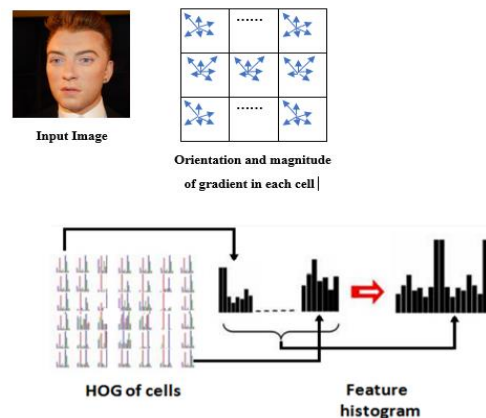 ......
Input Image
......
Orientation and magnitude
of gradient in each cell
HOG of cells
Feature
histogram